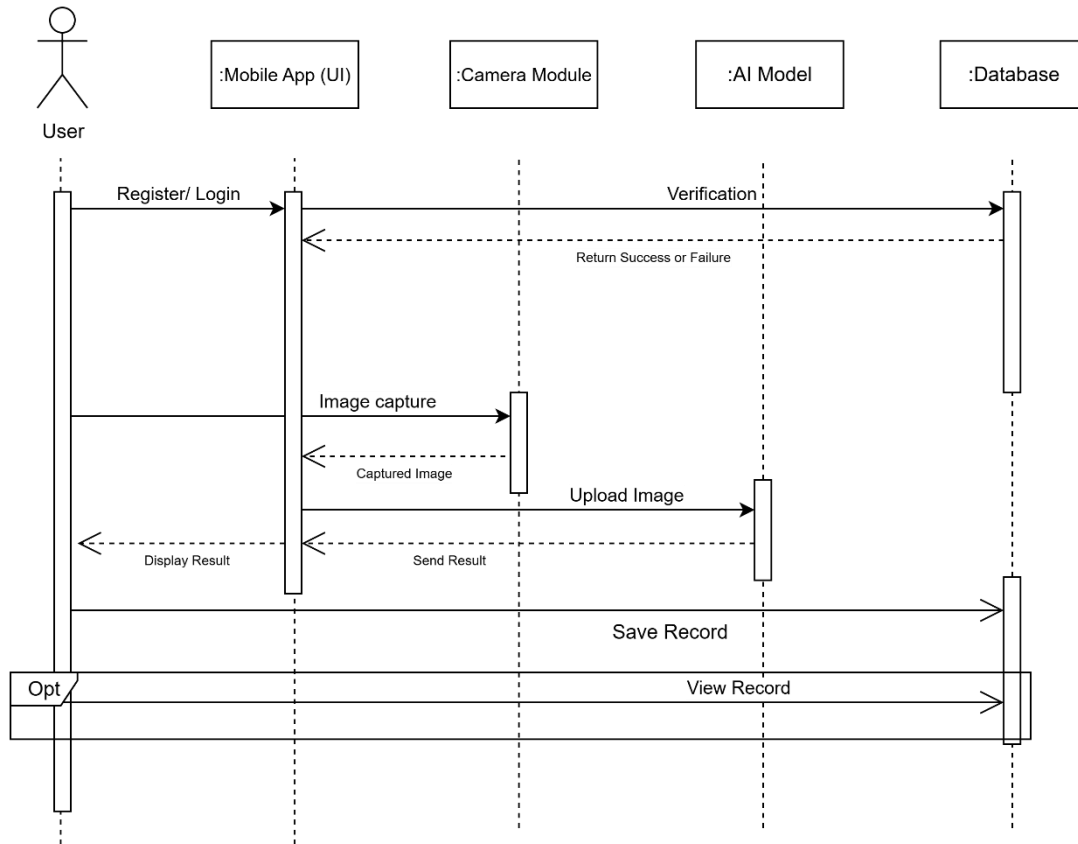 :Mobile App (UI)
:Camera Module
:AI Model
:Database
User
Register/ Login
Verification
Return Success or Failure
Image capture
Captured Image
Upload Image
Display Result
Send Result
Save Record
Opt
View Record